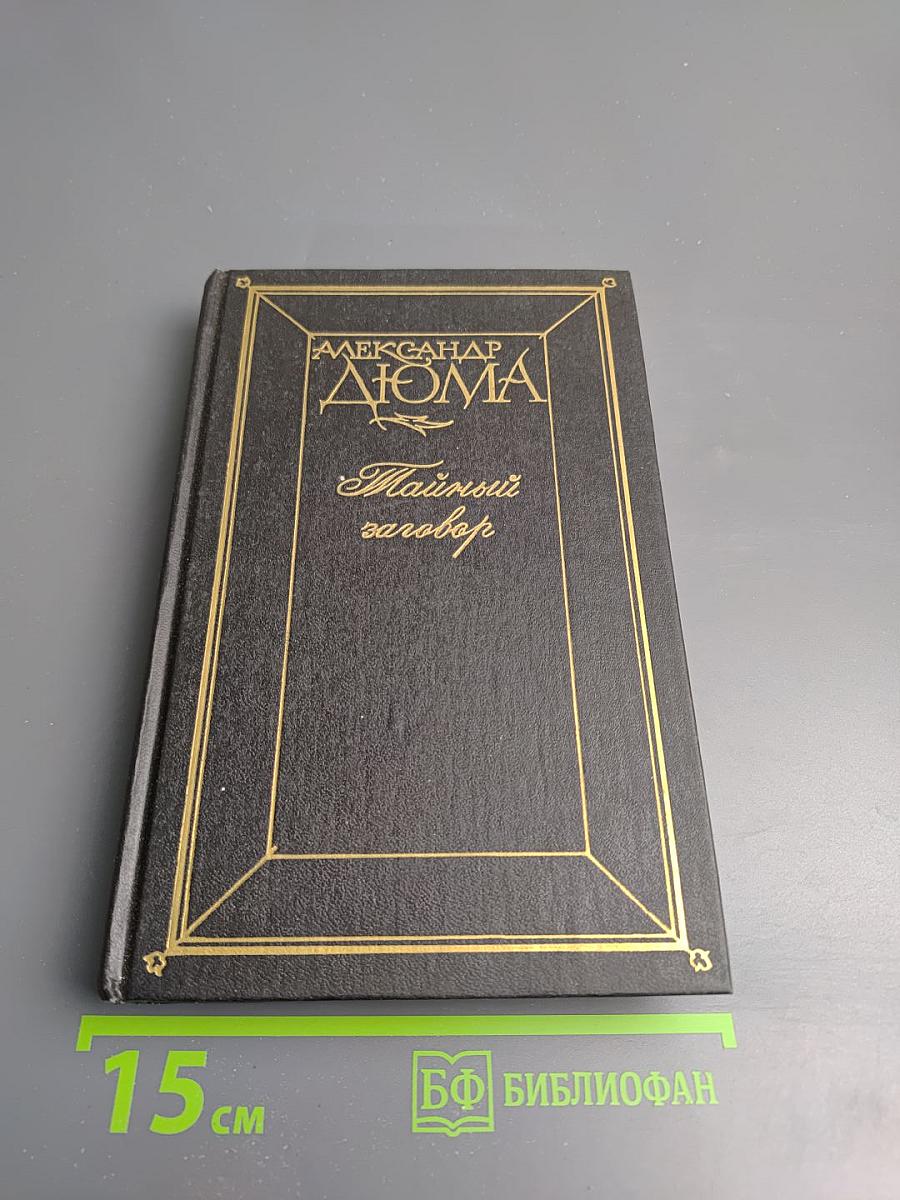 АЛЕКСАНДР
ДЮМА
Тайный
заговор
15 см
БФ БИБЛИОФАН